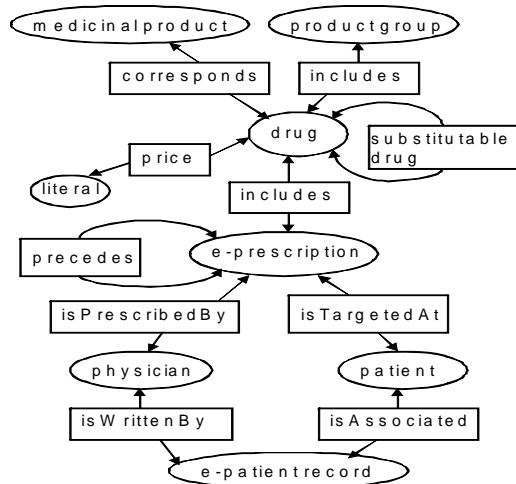 medicinalproduct
productgroup
corresponds
includes
drug
substitutable
drug
price
literal
includes
e-prescription
precedes
isPrescribedBy
isTargetedAt
physician
patient
isWrittenBy
isAssociated
e-patientrecord